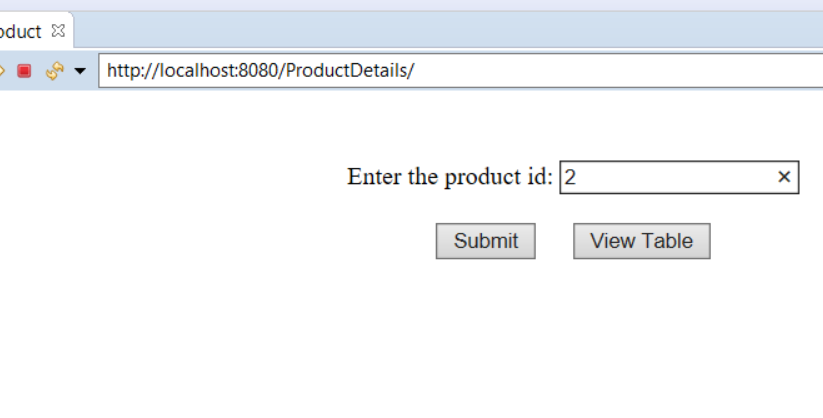 oduct
http://localhost:8080/ProductDetails/
Enter the product id: 2
Submit View Table